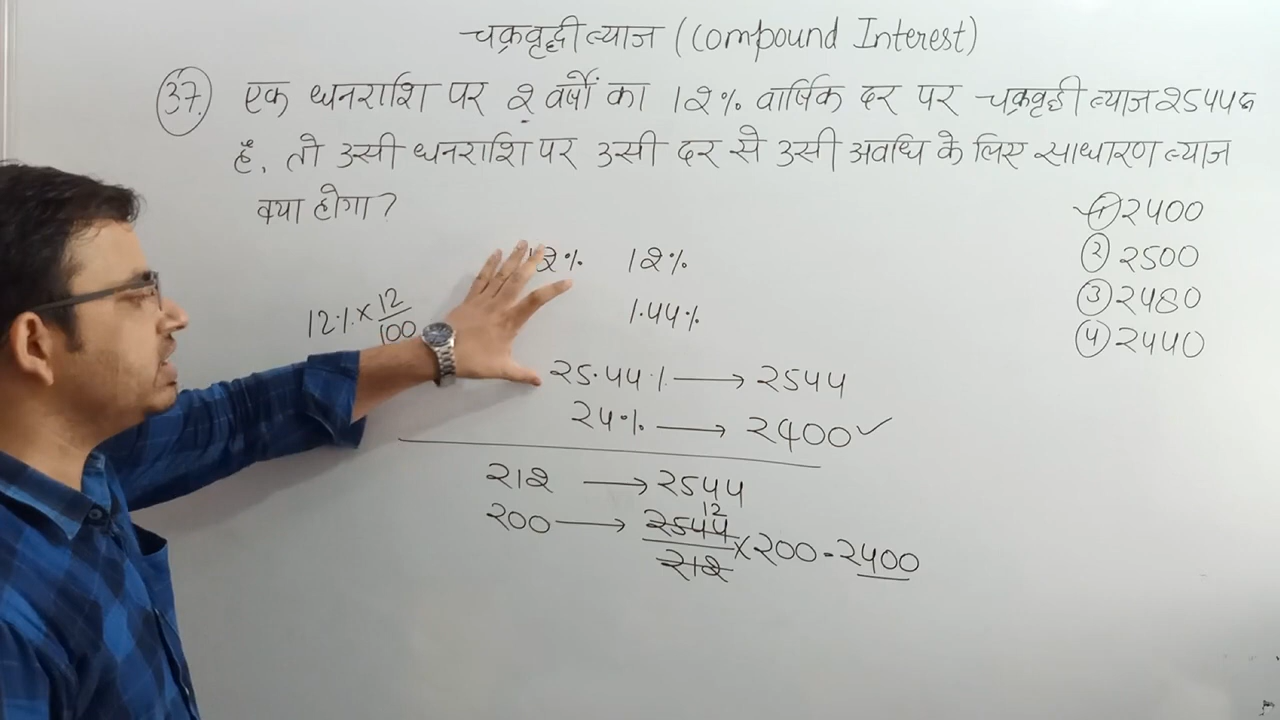 चक्रवृद्धी ब्याज (Compound Interest)
37. एक धनराशि पर 2 वर्षों का 12% वार्षिक दर पर चक्रवृद्धी ब्याज 2544 रु
है, तो उसी धनराशि पर उसी दर से उसी अवधि के लिए साधारण ब्याज
क्या होगा?
① 2400
② 2500
③ 2480
④ 2440
12% 12%
12% × 12/100
1.44%
25.44% → 2544
24% → 2400 ✓
212 → 2544
200 → 2544/212 × 200 = 2400
12